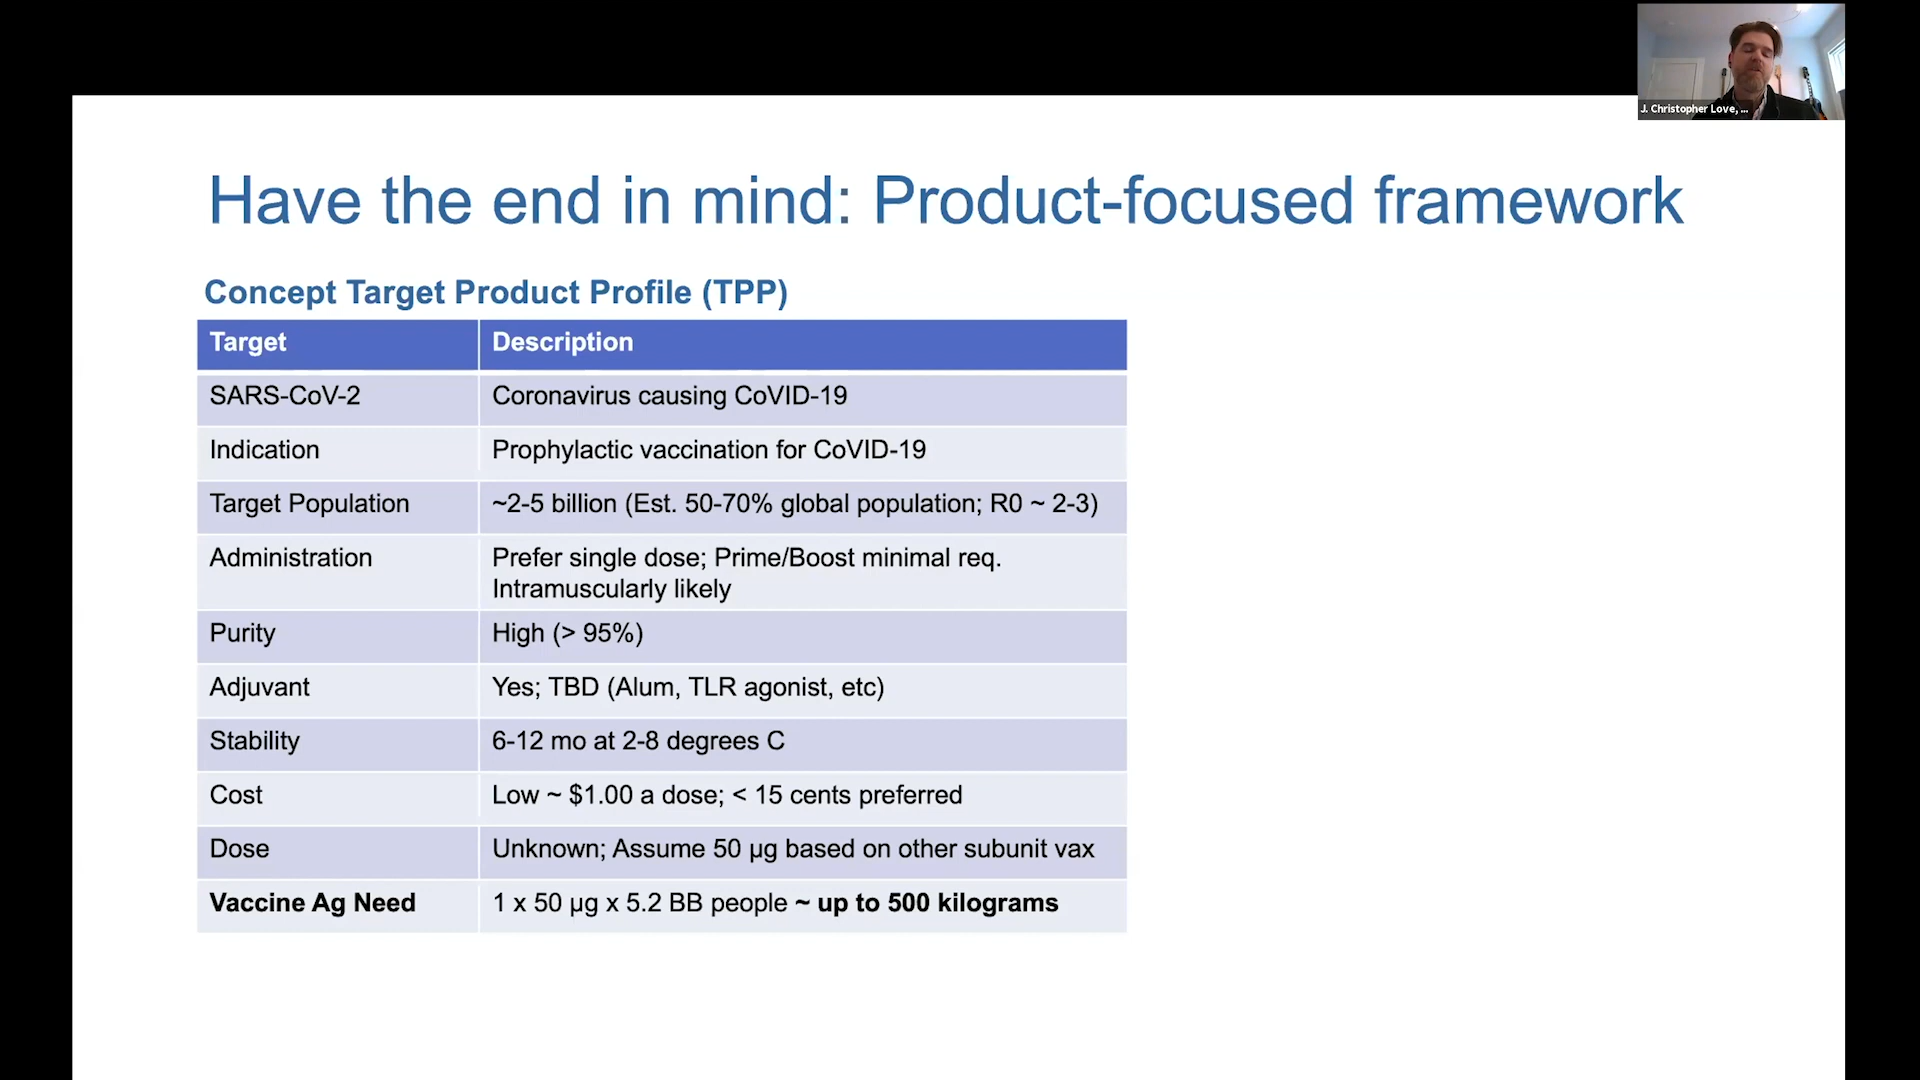 J. Christopher Love, ...
Have the end in mind: Product-focused framework
Concept Target Product Profile (TPP)
Target Description
SARS-CoV-2 Coronavirus causing CoVID-19
Indication Prophylactic vaccination for CoVID-19
Target Population ~2-5 billion (Est. 50-70% global population; R0 ~ 2-3)
Administration Prefer single dose; Prime/Boost minimal req.
Intramuscularly likely
Purity High (> 95%)
Adjuvant Yes; TBD (Alum, TLR agonist, etc)
Stability 6-12 mo at 2-8 degrees C
Cost Low ~ $1.00 a dose; < 15 cents preferred
Dose Unknown; Assume 50 µg based on other subunit vax
Vaccine Ag Need 1 x 50 µg x 5.2 BB people ~ up to 500 kilograms